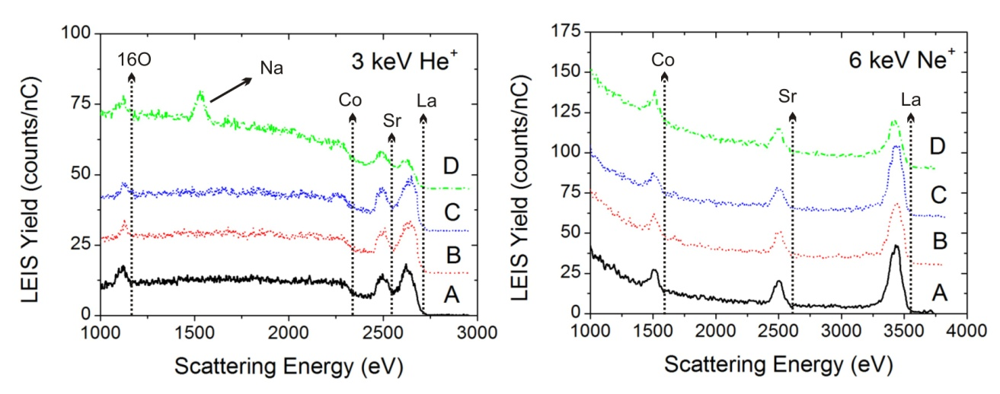 100
75
50
25
0
LEIS Yield (counts/nC)
3 keV He+
16O
Na
Co
Sr
La
D
C
B
A
1000 1500 2000 2500 3000
Scattering Energy (eV)
175
150
125
100
75
50
25
0
LEIS Yield (counts/nC)
6 keV Ne+
Co
Sr
La
D
C
B
A
1000 1500 2000 2500 3000 3500 4000
Scattering Energy (eV)